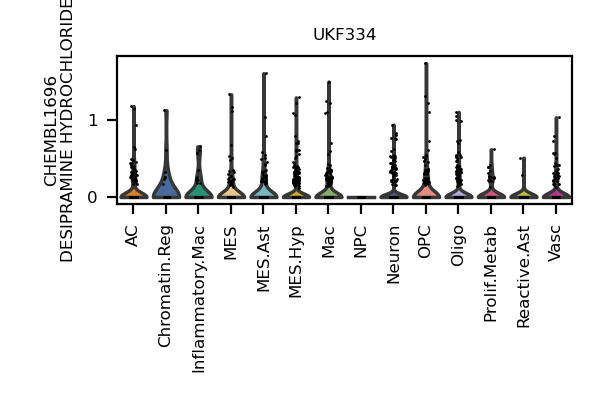 UKF334
CHEMBL1696
DESIPRAMINE HYDROCHLORIDE
1
0
AC
Chromatin.Reg
Inflammatory.Mac
MES
MES.Ast
MES.Hyp
Mac
NPC
Neuron
OPC
Oligo
Prolif.Metab
Reactive.Ast
Vasc